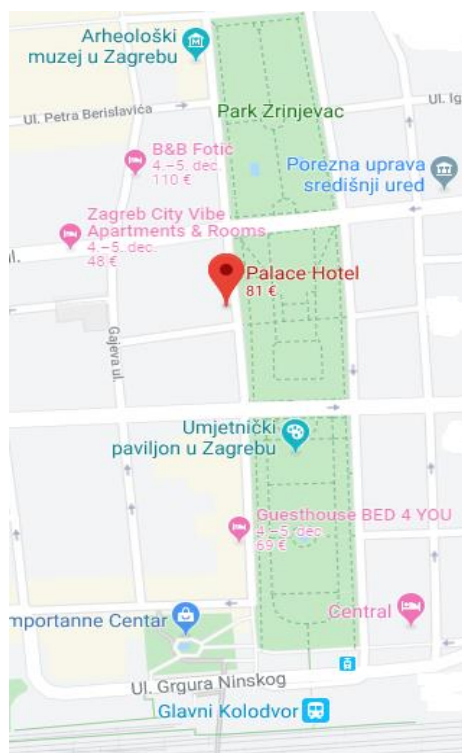 Arheološki
muzej u Zagrebu
Ul. Petra Berislavića
Park Zrinjevac
Ul. Ig
B&B Fotić
4.–5. dec.
110 €
Porezna uprava
središnji ured
Zagreb City Vibe
Apartments & Rooms
4.–5. dec.
48 €
l.
Palace Hotel
81 €
Gajeva ul.
Umjetnički
paviljon u Zagrebu
Guesthouse BED 4 YOU
4.–5. dec.
69 €
Central
mportanne Centar
Ul. Grgura Ninskog
Glavni Kolodvor